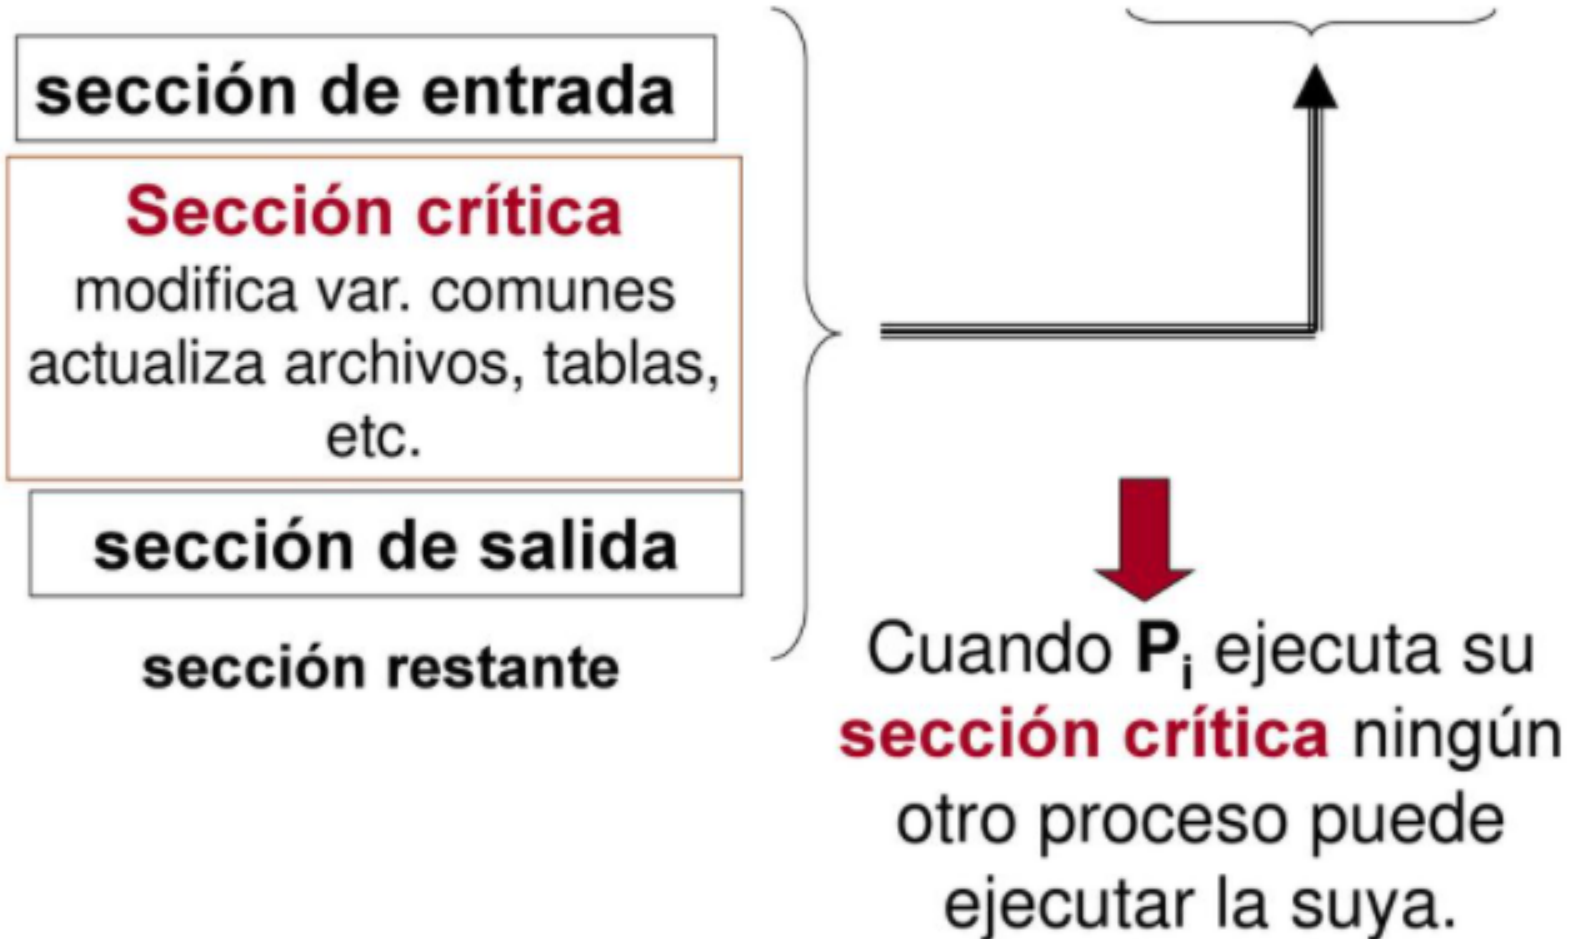 sección de entrada
Sección crítica
modifica var. comunes
actualiza archivos, tablas,
etc.
sección de salida
sección restante
Cuando Pi ejecuta su
sección crítica ningún
otro proceso puede
ejecutar la suya.